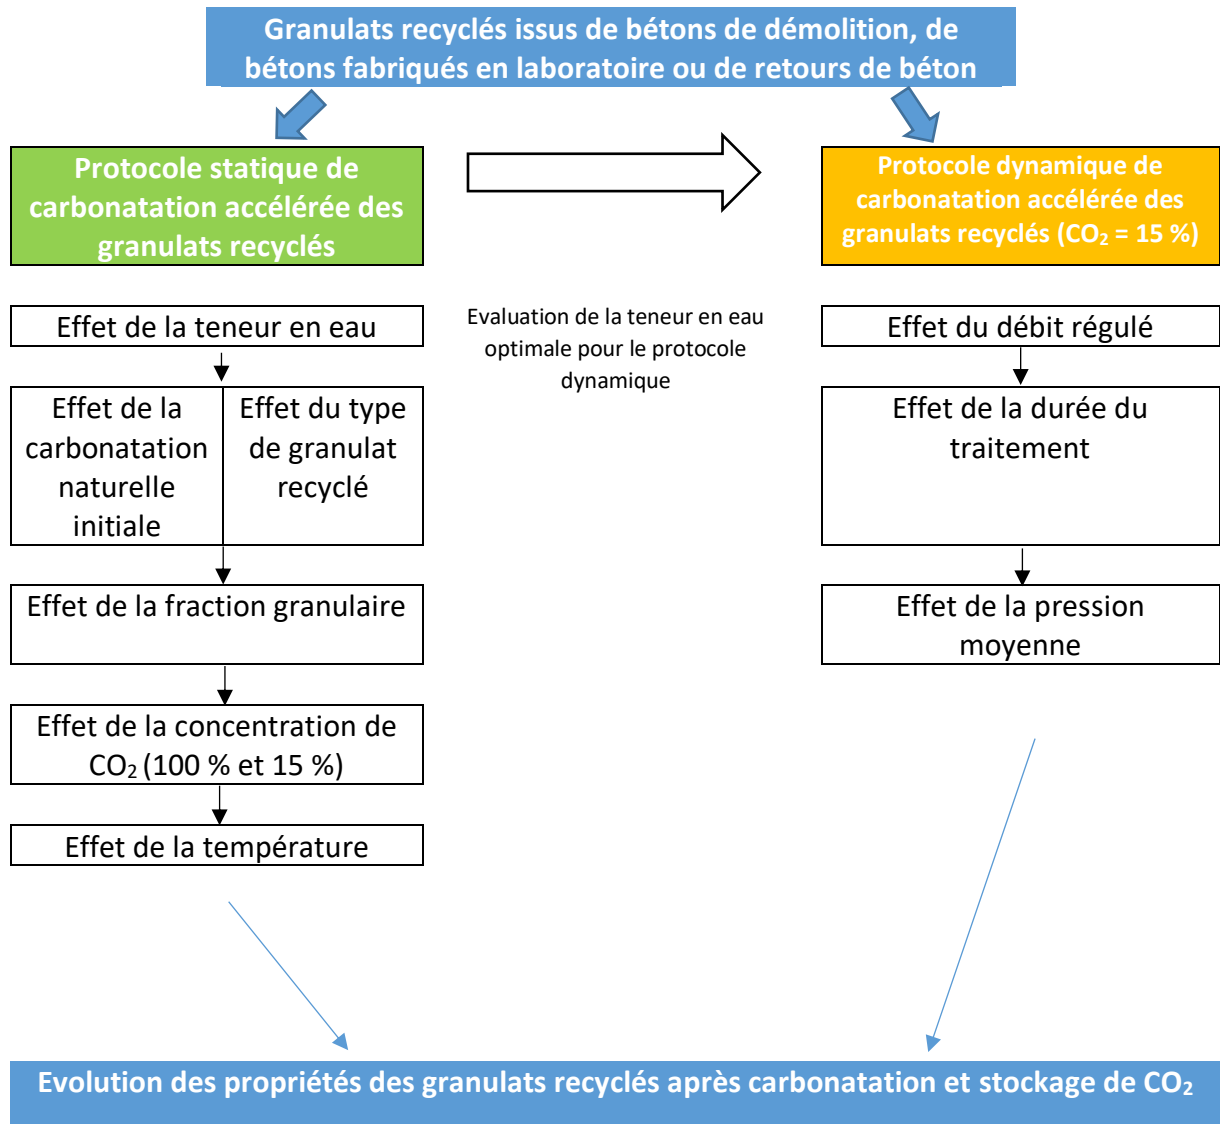 Granulats recyclés issus de bétons de démolition, de
bétons fabriqués en laboratoire ou de retours de béton
Protocole statique de
carbonatation accélérée des
granulats recyclés
Protocole dynamique de
carbonatation accélérée des
granulats recyclés (CO₂ = 15 %)
Effet de la teneur en eau
Effet de la
carbonatation
naturelle
initiale
Effet du type
de granulat
recyclé
Effet de la fraction granulaire
Effet de la concentration de
CO₂ (100 % et 15 %)
Effet de la température
Evaluation de la teneur en eau
optimale pour le protocole
dynamique
Effet du débit régulé
Effet de la durée du
traitement
Effet de la pression
moyenne
Evolution des propriétés des granulats recyclés après carbonatation et stockage de CO₂